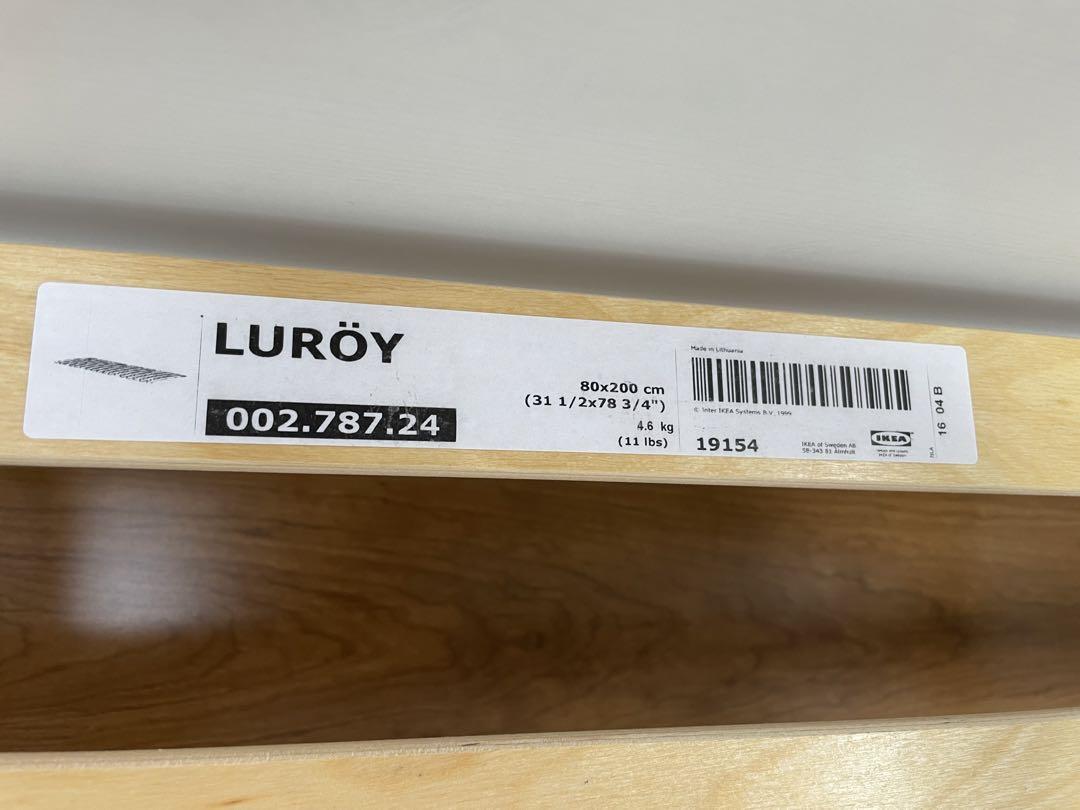 LURÖY
002.787.24
80x200 cm
(31 1/2x78 3/4")
4.6 kg
(11 lbs)
Made in Lithuania
© Inter IKEA Systems B.V. 1999
19154
IKEA of Sweden AB
SE-343 81 Älmhult
IKEA
16 04 B